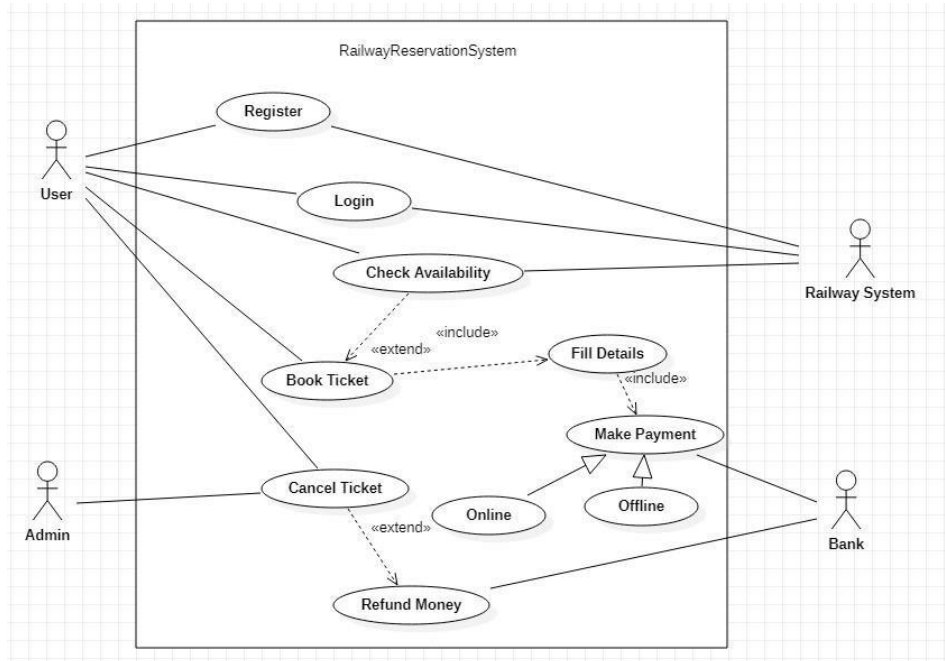 RailwayReservationSystem
Register
User
Login
Check Availability
Railway System
«include»
«extend»
Fill Details
Book Ticket
«include»
Make Payment
Cancel Ticket
Online
Offline
Admin
«extend»
Bank
Refund Money